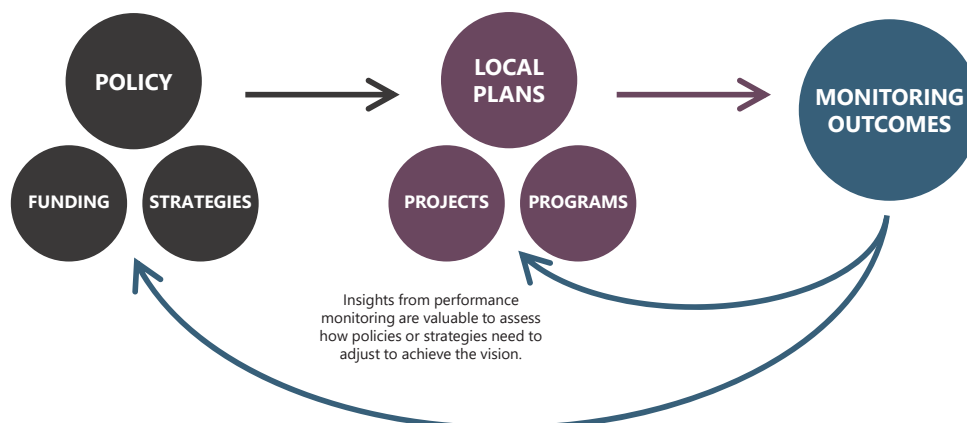 POLICY
FUNDING
STRATEGIES
LOCAL
PLANS
PROJECTS
PROGRAMS
MONITORING
OUTCOMES
Insights from performance
monitoring are valuable to assess
how policies or strategies need to
adjust to achieve the vision.